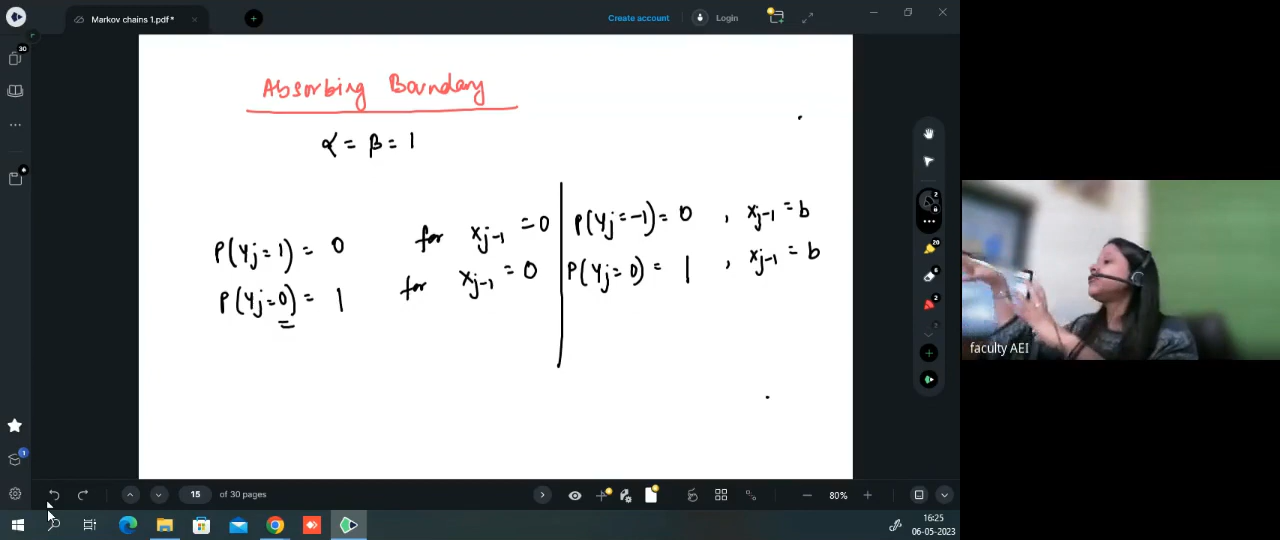 Markov chains 1.pdf*
Create account
Login
30
Absorbing Boundary
α = β = 1
P(Yj = 1) = 0 for xj-1 = 0
P(Yj = 0) = 1 for xj-1 = 0
P(Yj = -1) = 0 , xj-1 = b
P(Yj = 0) = 1 , xj-1 = b
faculty AEI
15 of 30 pages
80%
16:25
06-05-2023